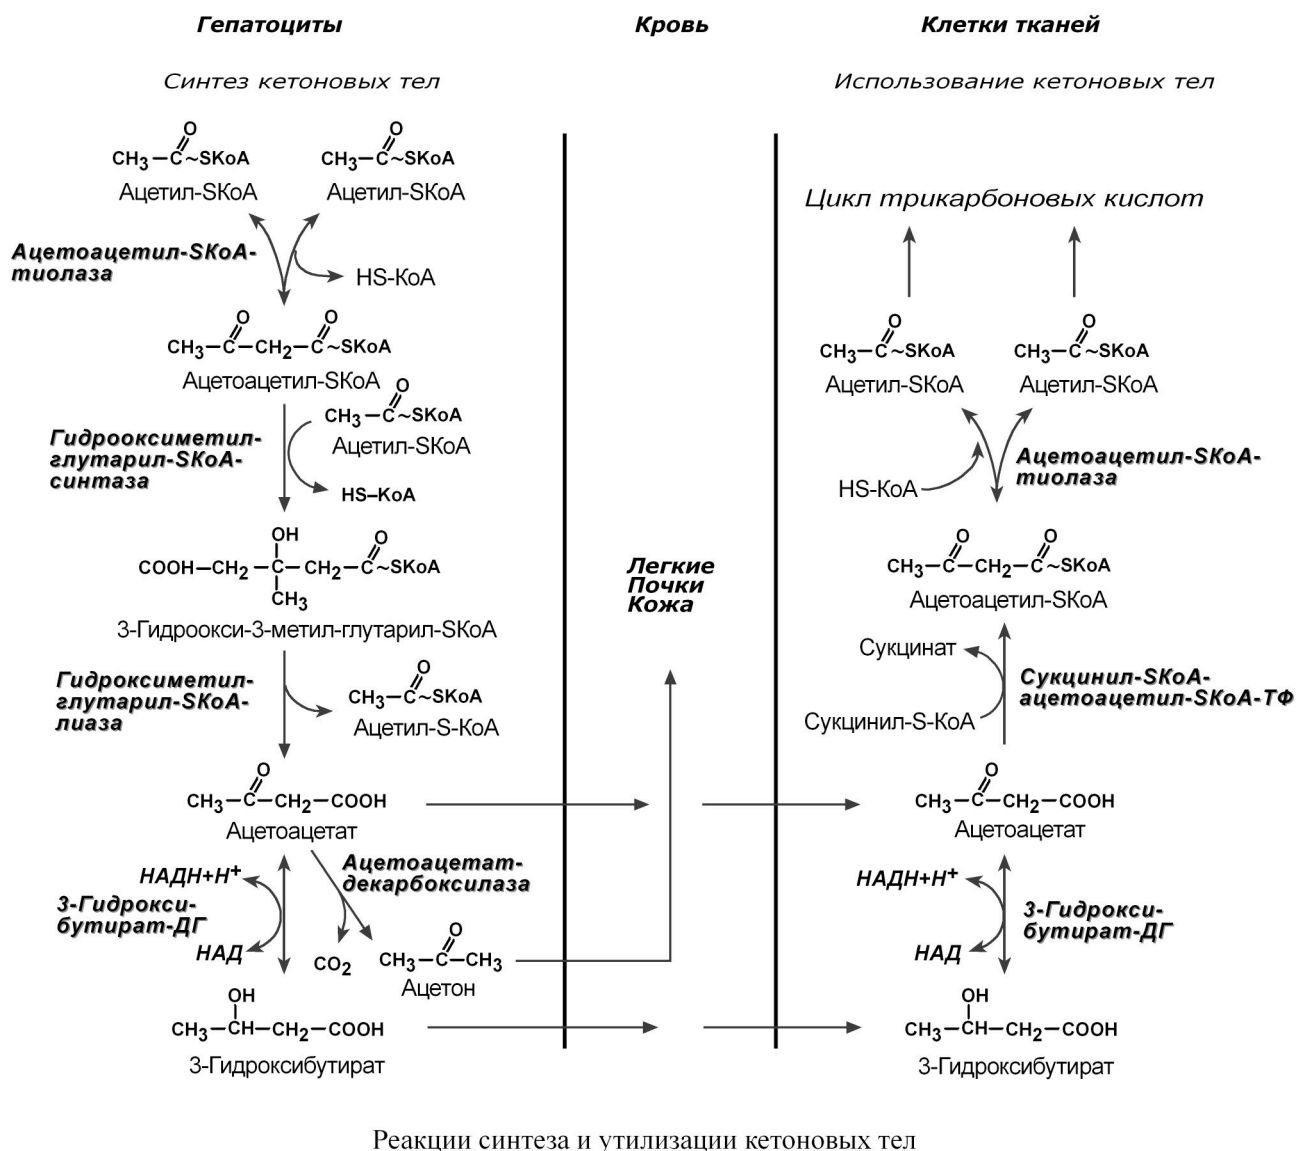 Гепатоциты
Кровь
Клетки тканей
Синтез кетоновых тел
Использование кетоновых тел
O
CH3—C~SKoA
Ацетил-SKoA
O
CH3—C~SKoA
Ацетил-SKoA
Ацетоацетил-SKoA-
тиолаза
HS-KoA
O
O
CH3—C—CH2—C~SKoA
Ацетоацетил-SKoA
Гидрооксиметил-
глутарил-SKoA-
синтаза
O
CH3—C~SKoA
Ацетил-SKoA
HS—KoA
OH
O
COOH—CH2—C—CH2—C~SKoA
CH3
3-Гидроокси-3-метил-глутарил-SKoA
Гидроксиметил-
глутарил-SKoA-
лиаза
O
CH3—C~SKoA
Ацетил-S-KoA
O
CH3—C—CH2—COOH
Ацетоацетат
НАДН+Н+
3-Гидрокси-
бутират-ДГ
НАД
Ацетоацетат-
декарбоксилаза
CO2
O
CH3—C—CH3
Ацетон
OH
CH3—CH—CH2—COOH
3-Гидроксибутират
Легкие
Почки
Кожа
Цикл трикарбоновых кислот
O
CH3—C~SKoA
Ацетил-SKoA
O
CH3—C~SKoA
Ацетил-SKoA
HS-KoA
Ацетоацетил-SKoA-
тиолаза
O
O
CH3—C—CH2—C~SKoA
Ацетоацетил-SKoA
Сукцинат
Сукцинил-S-KoA
Сукцинил-SKoA-
ацетоацетил-SKoA-ТФ
O
CH3—C—CH2—COOH
Ацетоацетат
НАДН+Н+
3-Гидрокси-
бутират-ДГ
НАД
OH
CH3—CH—CH2—COOH
3-Гидроксибутират
Реакции синтеза и утилизации кетоновых тел